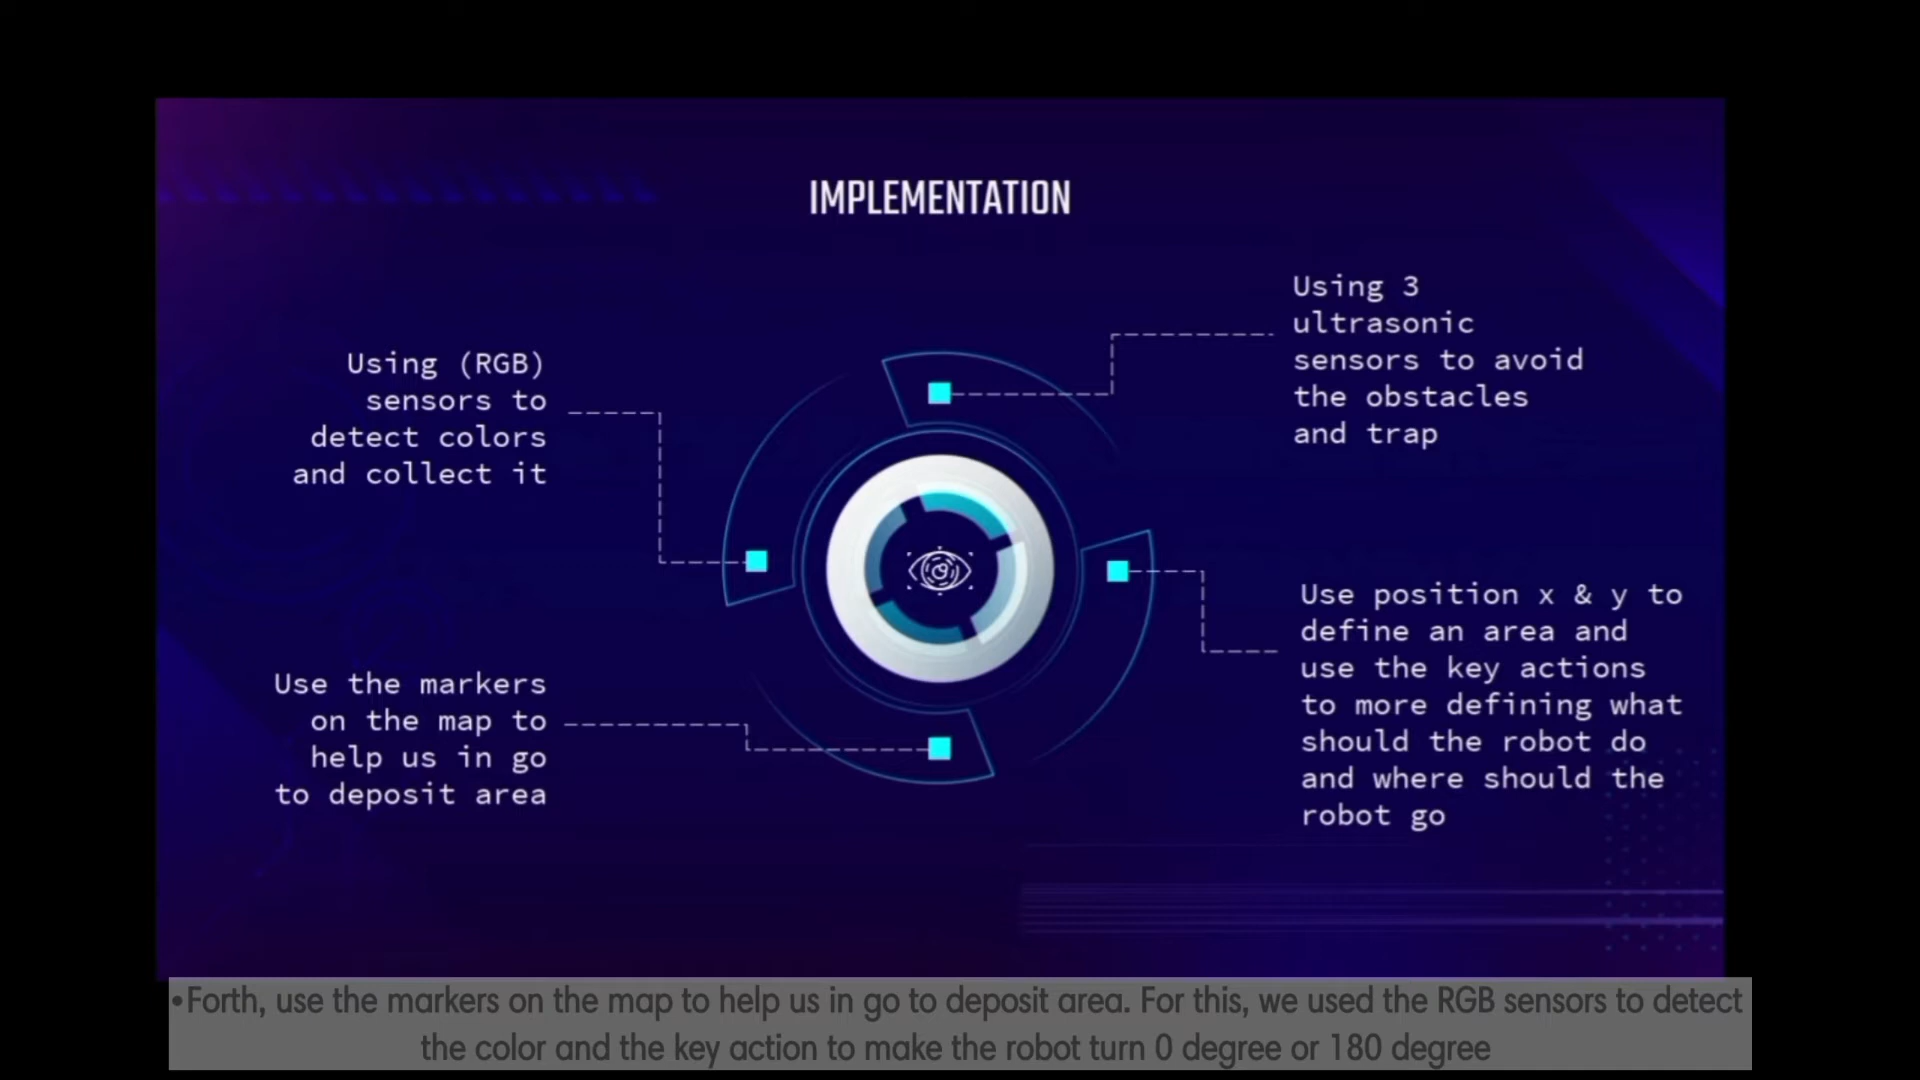 IMPLEMENTATION
Using (RGB)
sensors to
detect colors
and collect it
Using 3
ultrasonic
sensors to avoid
the obstacles
and trap
Use the markers
on the map to
help us in go
to deposit area
Use position x & y to
define an area and
use the key actions
to more defining what
should the robot do
and where should the
robot go
•Forth, use the markers on the map to help us in go to deposit area. For this, we used the RGB sensors to detect
the color and the key action to make the robot turn 0 degree or 180 degree